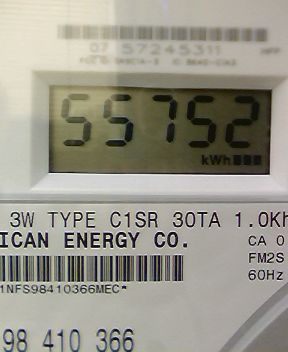 07 57245311
55752
kWh
3W TYPE C1SR 30TA 1.0Kh
ICAN ENERGY CO.
CA 0
FM2S
60Hz
1NFS98410366MEC*
98 410 366